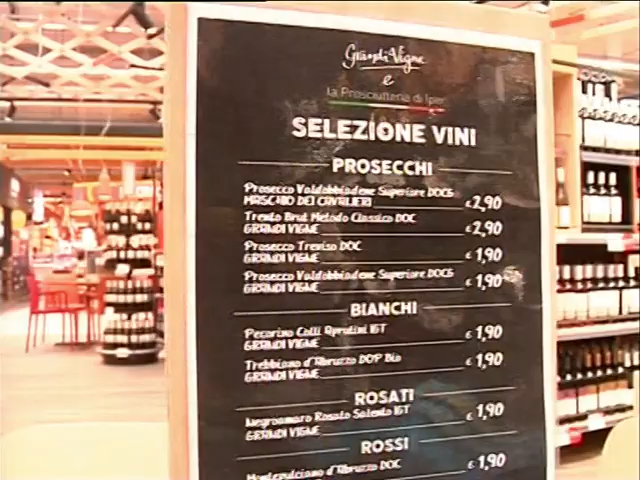 Grandi Vigne
e
la Prosciutteria di Iper
SELEZIONE VINI
PROSECCHI
Prosecco Valdobbiadene Superiore DOCG
MASCHIO DEI CAVALIERI € 2,90
Trento Brut Metodo Classico DOC
GRANDI VIGNE € 2,90
Prosecco Treviso DOC
GRANDI VIGNE € 1,90
Prosecco Valdobbiadene Superiore DOCG
GRANDI VIGNE € 1,90
BIANCHI
Pecorino Colli Aprutini IGT
GRANDI VIGNE € 1,90
Trebbiano d'Abruzzo DOP Bio
GRANDI VIGNE € 1,90
ROSATI
Negroamaro Rosato Salento IGT
GRANDI VIGNE € 1,90
ROSSI
Montepulciano d'Abruzzo DOC
€ 1,90